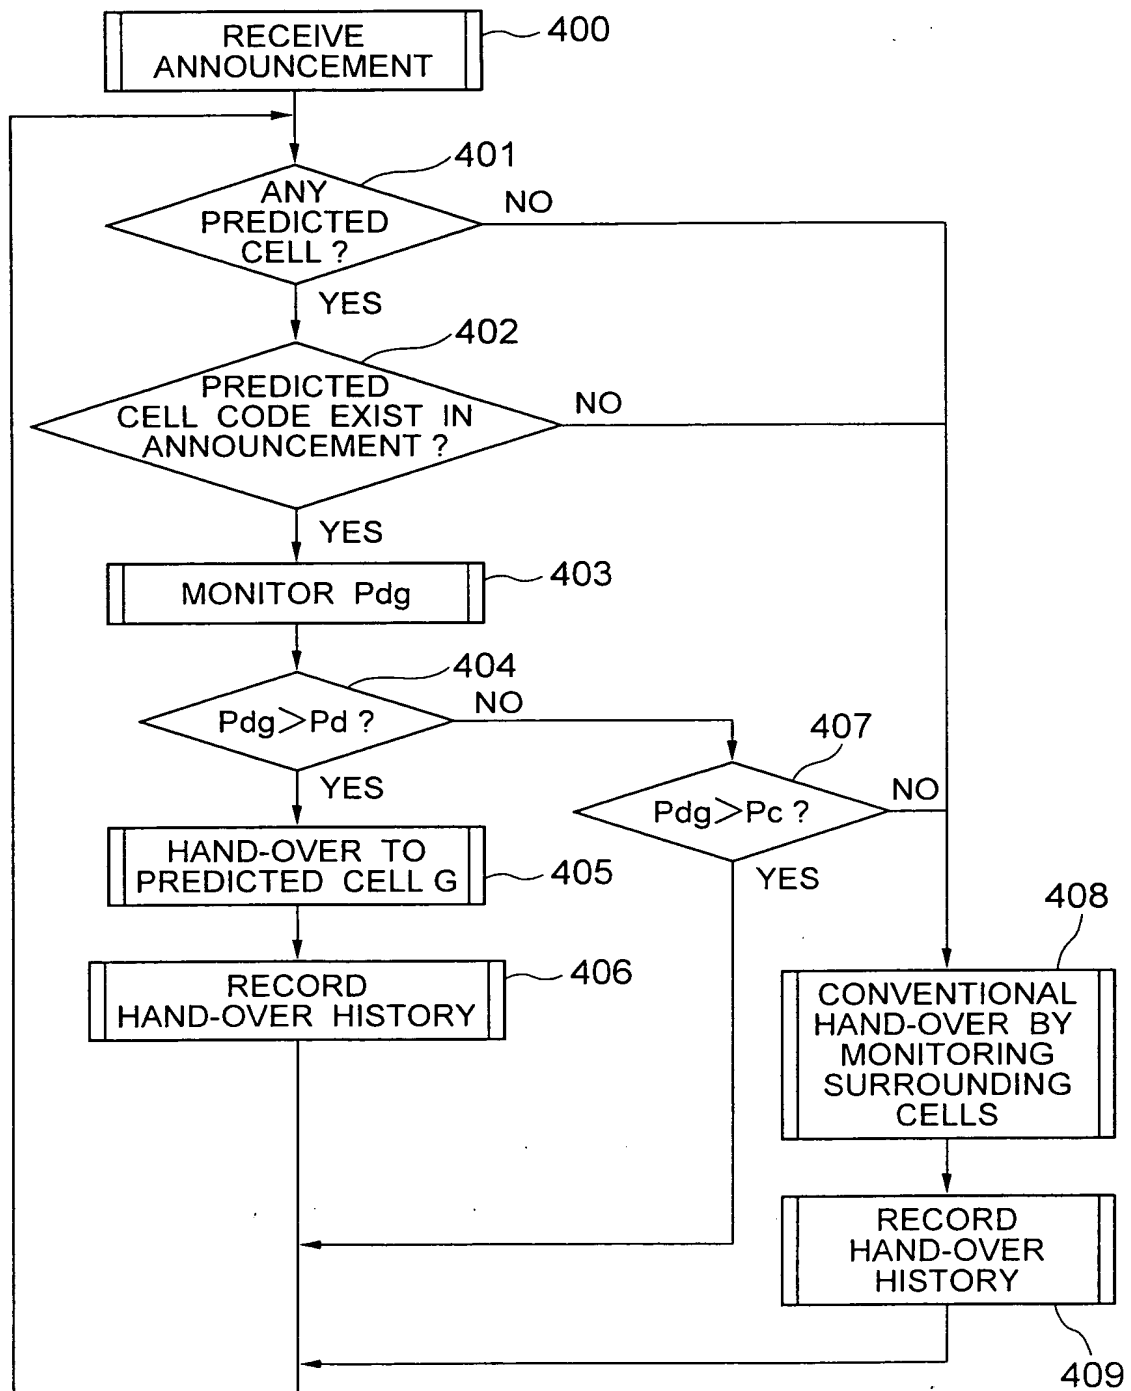 RECEIVE
ANNOUNCEMENT
400
401
ANY
PREDICTED
CELL ?
NO
YES
402
PREDICTED
CELL CODE EXIST IN
ANNOUNCEMENT ?
NO
YES
MONITOR Pdg
403
404
Pdg>Pd ?
NO
YES
407
Pdg>Pc ?
NO
YES
HAND-OVER TO
PREDICTED CELL G
405
RECORD
HAND-OVER HISTORY
406
408
CONVENTIONAL
HAND-OVER BY
MONITORING
SURROUNDING
CELLS
RECORD
HAND-OVER
HISTORY
409